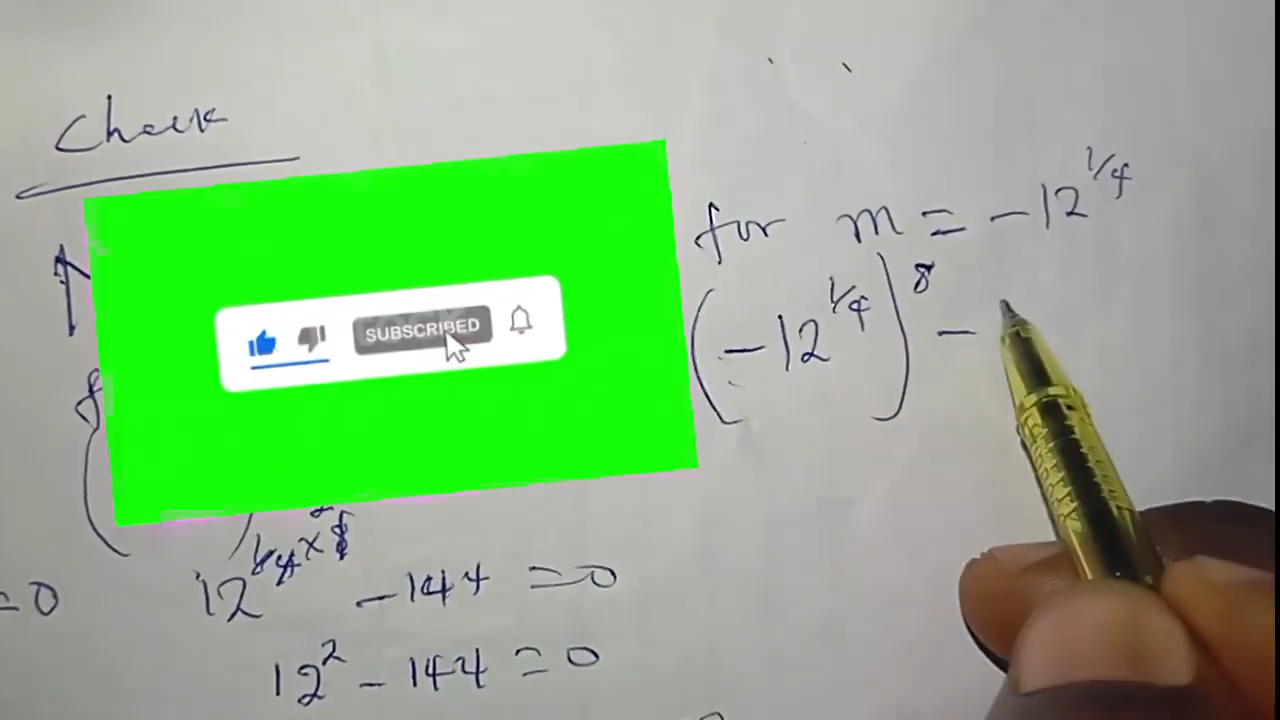 Check
for m = -12^{1/4}
(-12^{1/4})^8 -
SUBSCRIBED
=0 12^{1/4×8} -144 =0
12^2 - 144 =0